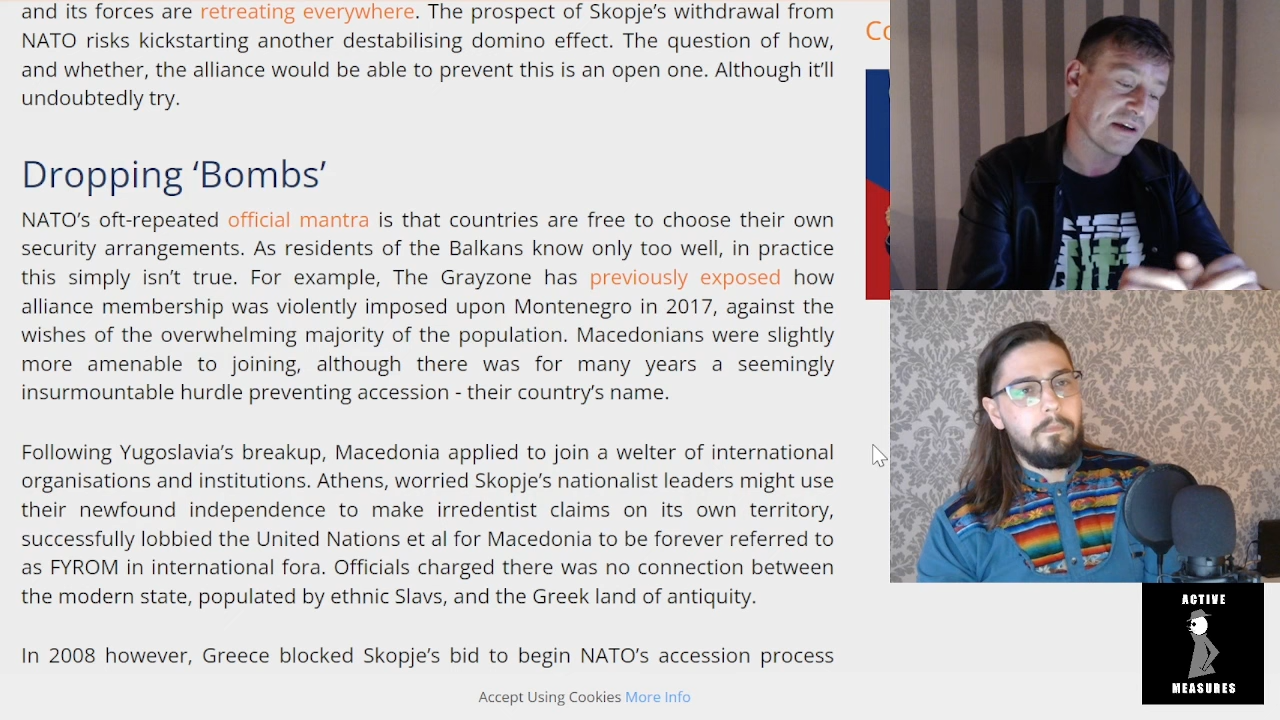 and its forces are retreating everywhere. The prospect of Skopje’s withdrawal from
NATO risks kicksarting another destabilising domino effect. The question of how,
and whether, the alliance would be able to prevent this is an open one. Although it’ll
undoubtedly try.
Dropping ‘Bombs’
NATO’s oft-repeated official mantra is that countries are free to choose their own
security arrangements. As residents of the Balkans know only too well, in practice
this simply isn’t true. For example, The Grayzone has previously exposed how
alliance membership was violently imposed upon Montenegro in 2017, against the
wishes of the overwhelming majority of the population. Macedonians were slightly
more amenable to joining, although there was for many years a seemingly
insurmountable hurdle preventing accession - their country’s name.
Following Yugoslavia’s breakup, Macedonia applied to join a welter of international
organisations and institutions. Athens, worried Skopje’s nationalist leaders might use
their newfound independence to make irredentist claims on its own territory,
successfully lobbied the United Nations et al for Macedonia to be forever referred to
as FYROM in international fora. Officials charged there was no connection between
the modern state, populated by ethnic Slavs, and the Greek land of antiquity.
In 2008 however, Greece blocked Skopje’s bid to begin NATO’s accession process
Accept Using Cookies More Info
ACTIVE
MEASURES